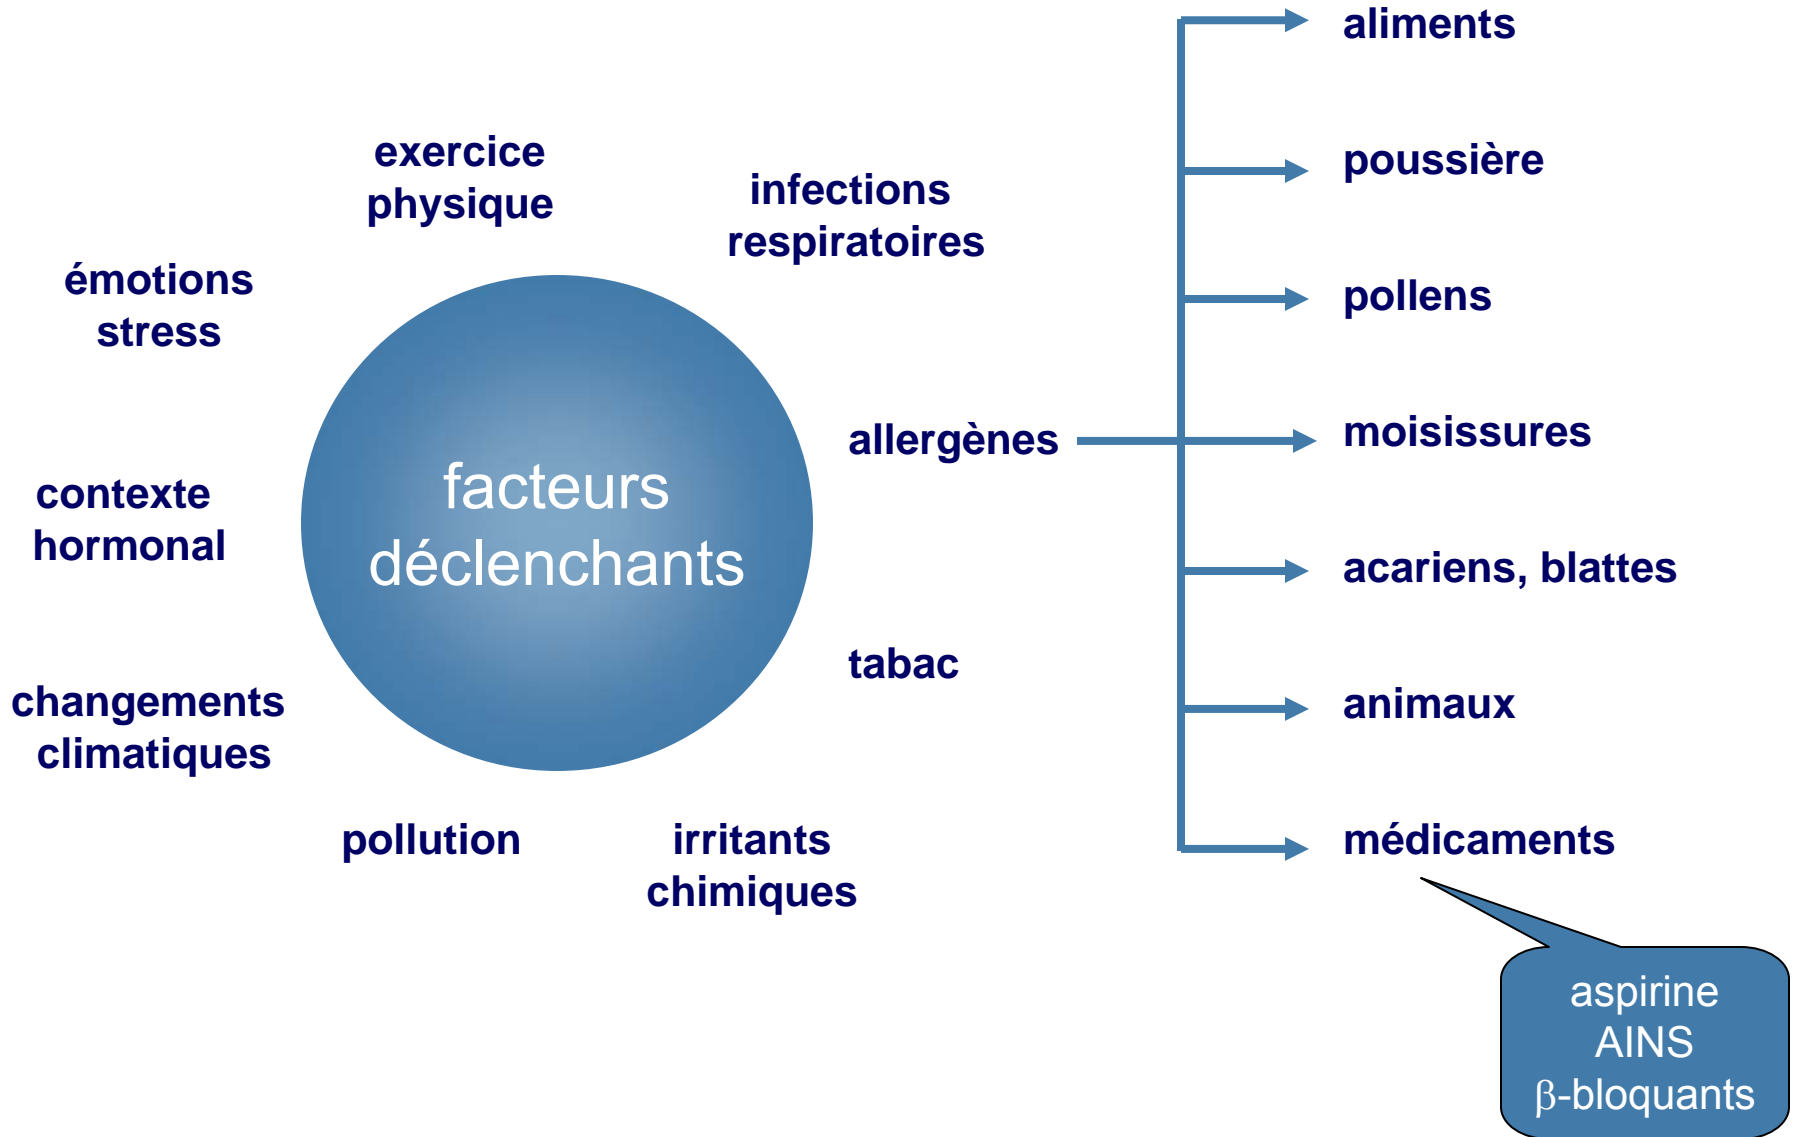 exercice
physique
infections
respiratoires
émotions
stress
allergènes
contexte
hormonal
facteurs
déclenchants
tabac
changements
climatiques
pollution
irritants
chimiques
aliments
poussière
pollens
moisissures
acariens, blattes
animaux
médicaments
aspirine
AINS
β-bloquants